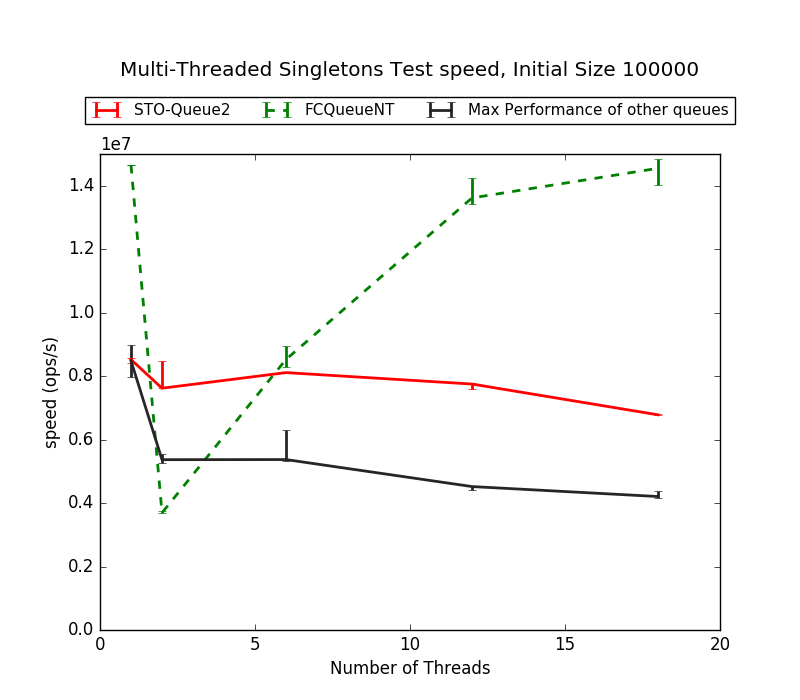 Multi-Threaded Singletons Test speed, Initial Size 100000
STO-Queue2 FCQueueNT Max Performance of other queues
1e7
1.4
1.2
1.0
0.8
0.6
0.4
0.2
0.0
speed (ops/s)
0 5 10 15 20
Number of Threads